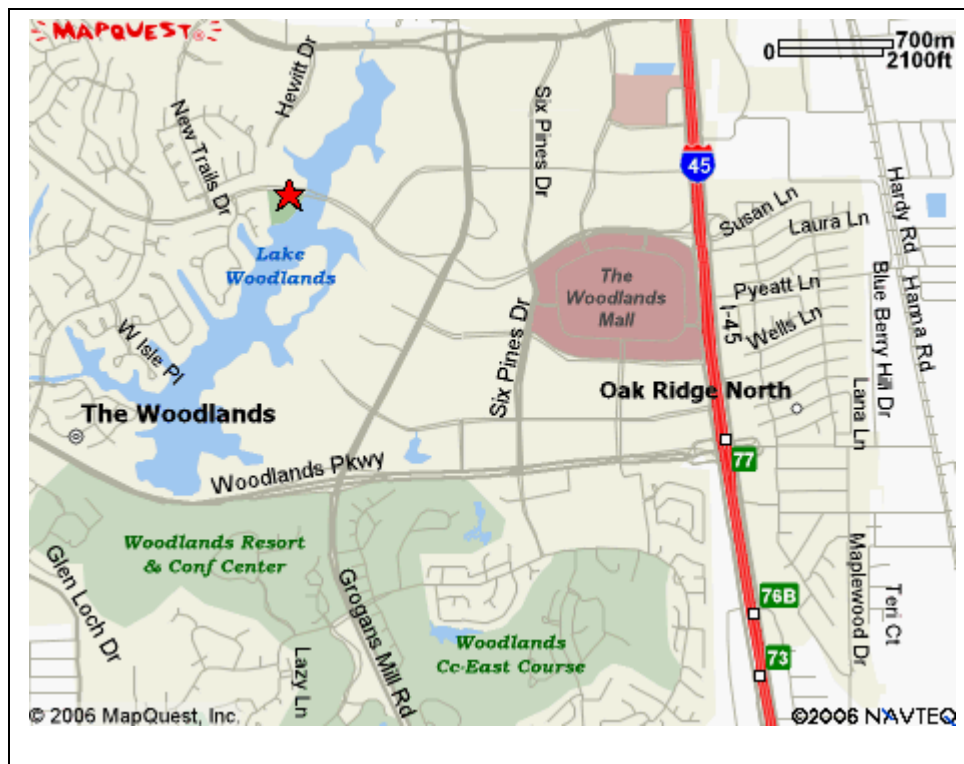 MAPQUEST
0 700m
2100ft
Hewitt Dr
New Trails Dr
Six Pines Dr
45
Susan Ln
Laura Ln
Hardy Rd
Hanna Rd
Lake
Woodlands
The
Woodlands
Mall
Pyeatt Ln
I-45
Wells Ln
Blue Berry Hill Dr
W Isle Pl
Six Pines Dr
Oak Ridge North
Lana Ln
The Woodlands
Woodlands Pkwy
77
Woodlands Resort
& Conf Center
Glen Loch Dr
Grogans Mill Rd
Lazy Ln
Woodlands
Cc-East Course
76B
73
Maplewood Dr
Teri Ct
© 2006 MapQuest, Inc.
©2006 NAVTEQ